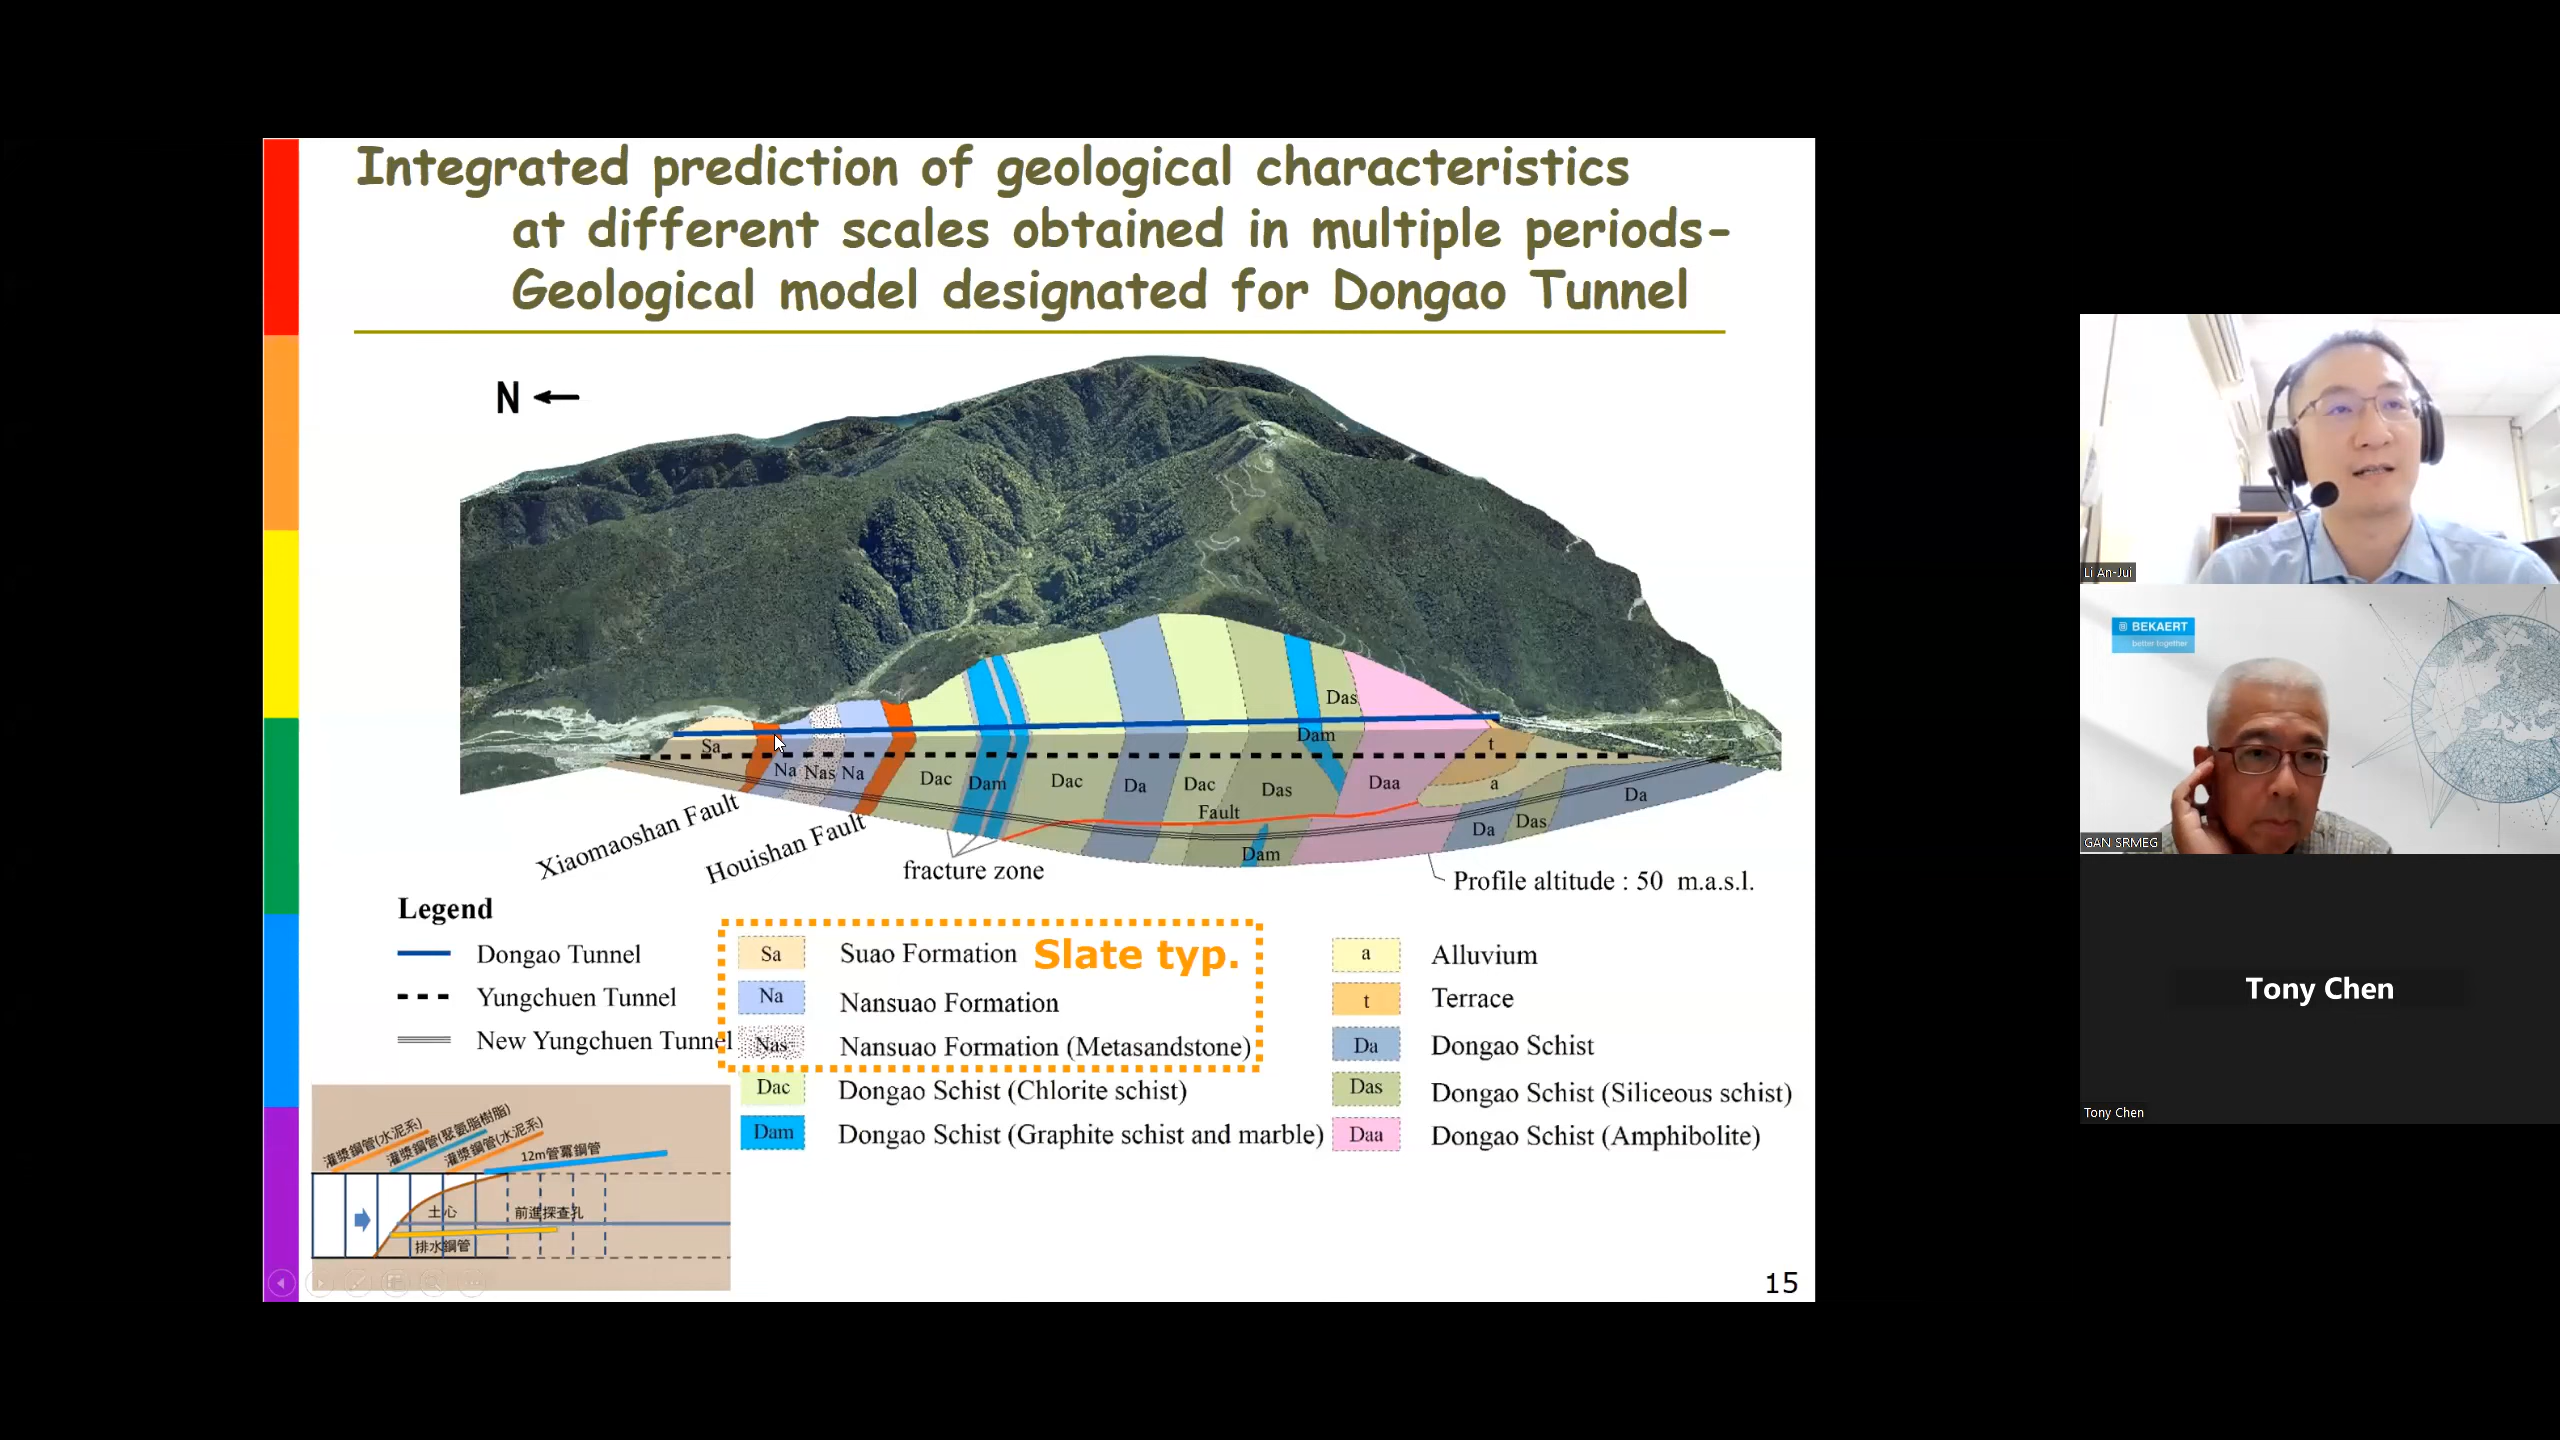 Integrated prediction of geological characteristics
at different scales obtained in multiple periods-
Geological model designated for Dongao Tunnel
N
Das
Dam
Sa
t
Na Nas Na
Dac
Dam
Dac
Da
Dac
Das
Daa
a
Da
Fault
Da
Das
Dam
Xiaomaoshan Fault
Houishan Fault
fracture zone
Profile altitude : 50 m.a.s.l.
Legend
Dongao Tunnel
Yungchuen Tunnel
New Yungchuen Tunnel
Sa Suao Formation Slate typ.
Na Nansuao Formation
Nas Nansuao Formation (Metasandstone)
Dac Dongao Schist (Chlorite schist)
Dam Dongao Schist (Graphite schist and marble)
a Alluvium
t Terrace
Da Dongao Schist
Das Dongao Schist (Siliceous schist)
Daa Dongao Schist (Amphibolite)
灌漿鋼管(水泥系)
灌漿鋼管(聚氨脂樹脂)
灌漿鋼管(水泥系)
12m管冪鋼管
土心
前進探查孔
排水鋼管
15
Li An-Jui
BEKAERT
better together
GAN SRMEG
Tony Chen
Tony Chen